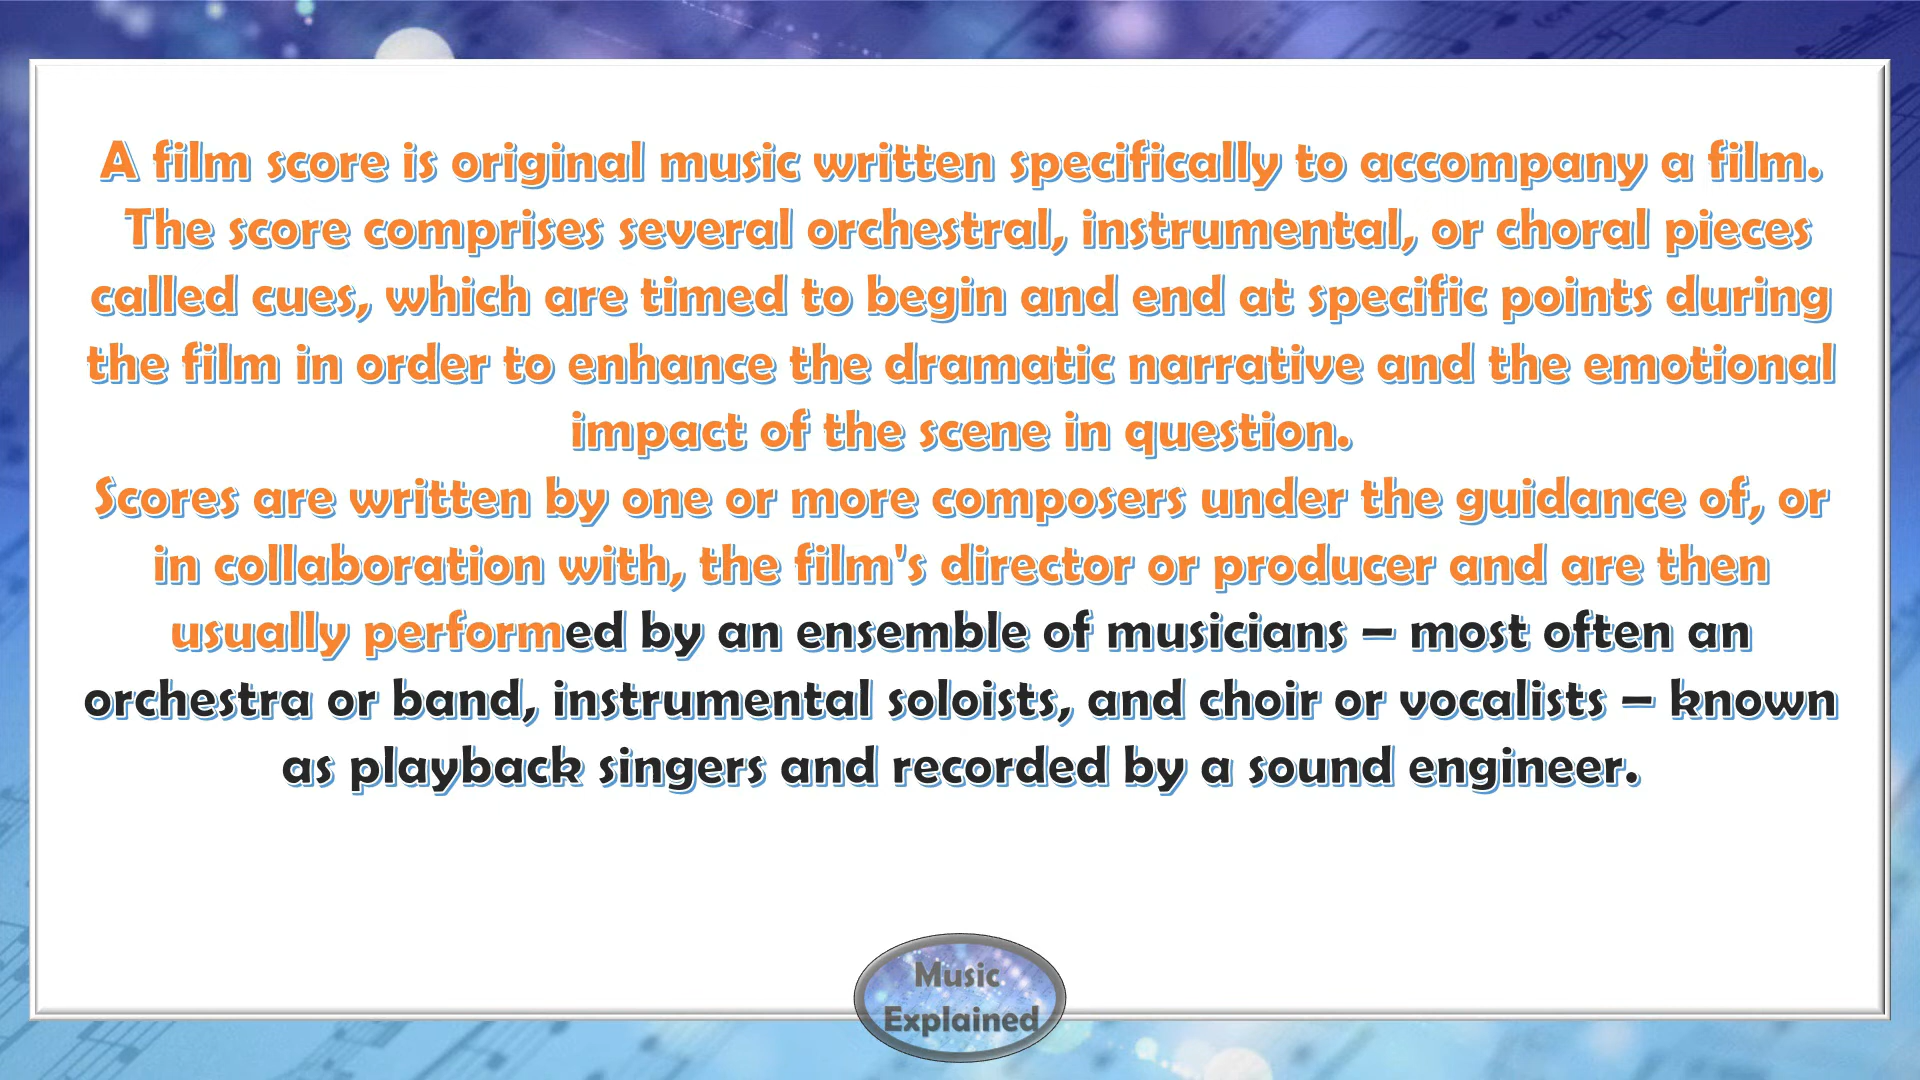 A film score is original music written specifically to accompany a film.
The score comprises several orchestral, instrumental, or choral pieces
called cues, which are timed to begin and end at specific points during
the film in order to enhance the dramatic narrative and the emotional
impact of the scene in question.
Scores are written by one or more composers under the guidance of, or
in collaboration with, the film's director or producer and are then
usually performed by an ensemble of musicians – most often an
orchestra or band, instrumental soloists, and choir or vocalists – known
as playback singers and recorded by a sound engineer.
Music
Explained